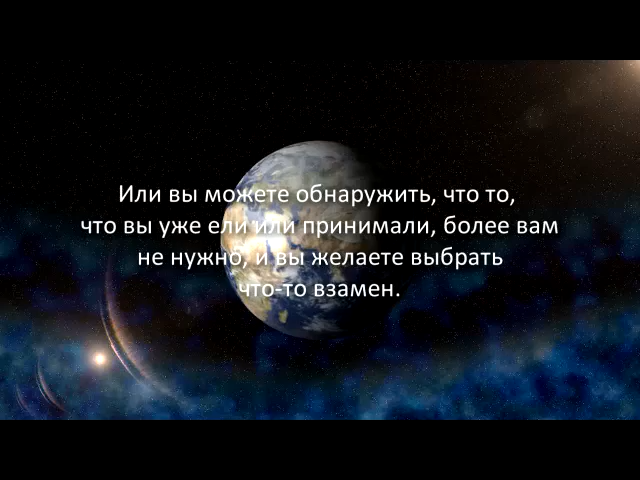 Или вы можете обнаружить, что то,
что вы уже ели или принимали, более вам
не нужно, и вы желаете выбрать
что-то взамен.